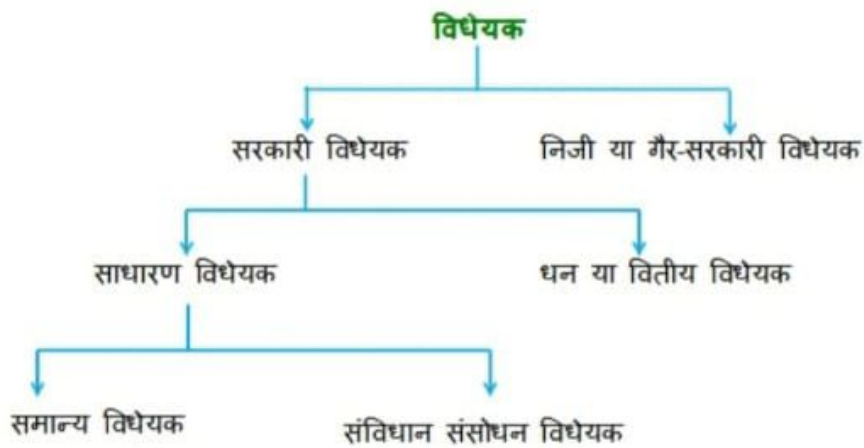 विधेयक
सरकारी विधेयक
निजी या गैर-सरकारी विधेयक
साधारण विधेयक
धन या वितीय विधेयक
समान्य विधेयक
संविधान संसोधन विधेयक